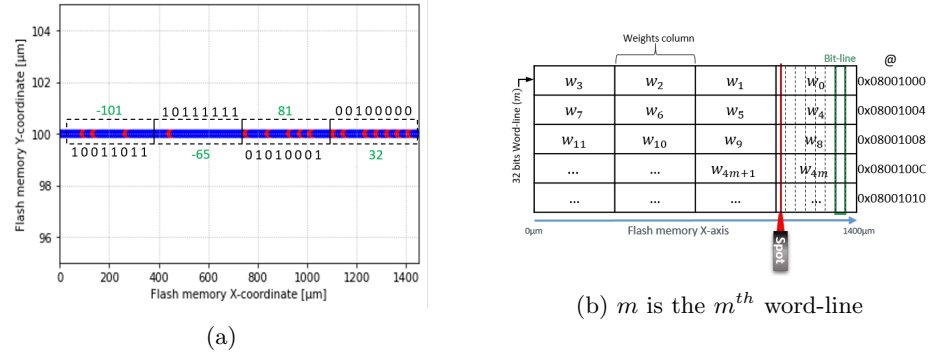 104
102
100
98
96
Flash memory Y-coordinate [µm]
-101
10111111
81
00100000
10011011
-65
01010001
32
0 200 400 600 800 1000 1200 1400
Flash memory X-coordinate [µm]
(a)
Weights column
Bit-line
@
32 bits Word-line (m)
w3 w2 w1 w0 0x08001000
w7 w6 w5 w4 0x08001004
w11 w10 w9 w8 0x08001008
... ... w4m+1 w4m 0x0800100C
... ... ... ... 0x08001010
0µm Flash memory X-axis 1400µm
Spot
(b) m is the mth word-line